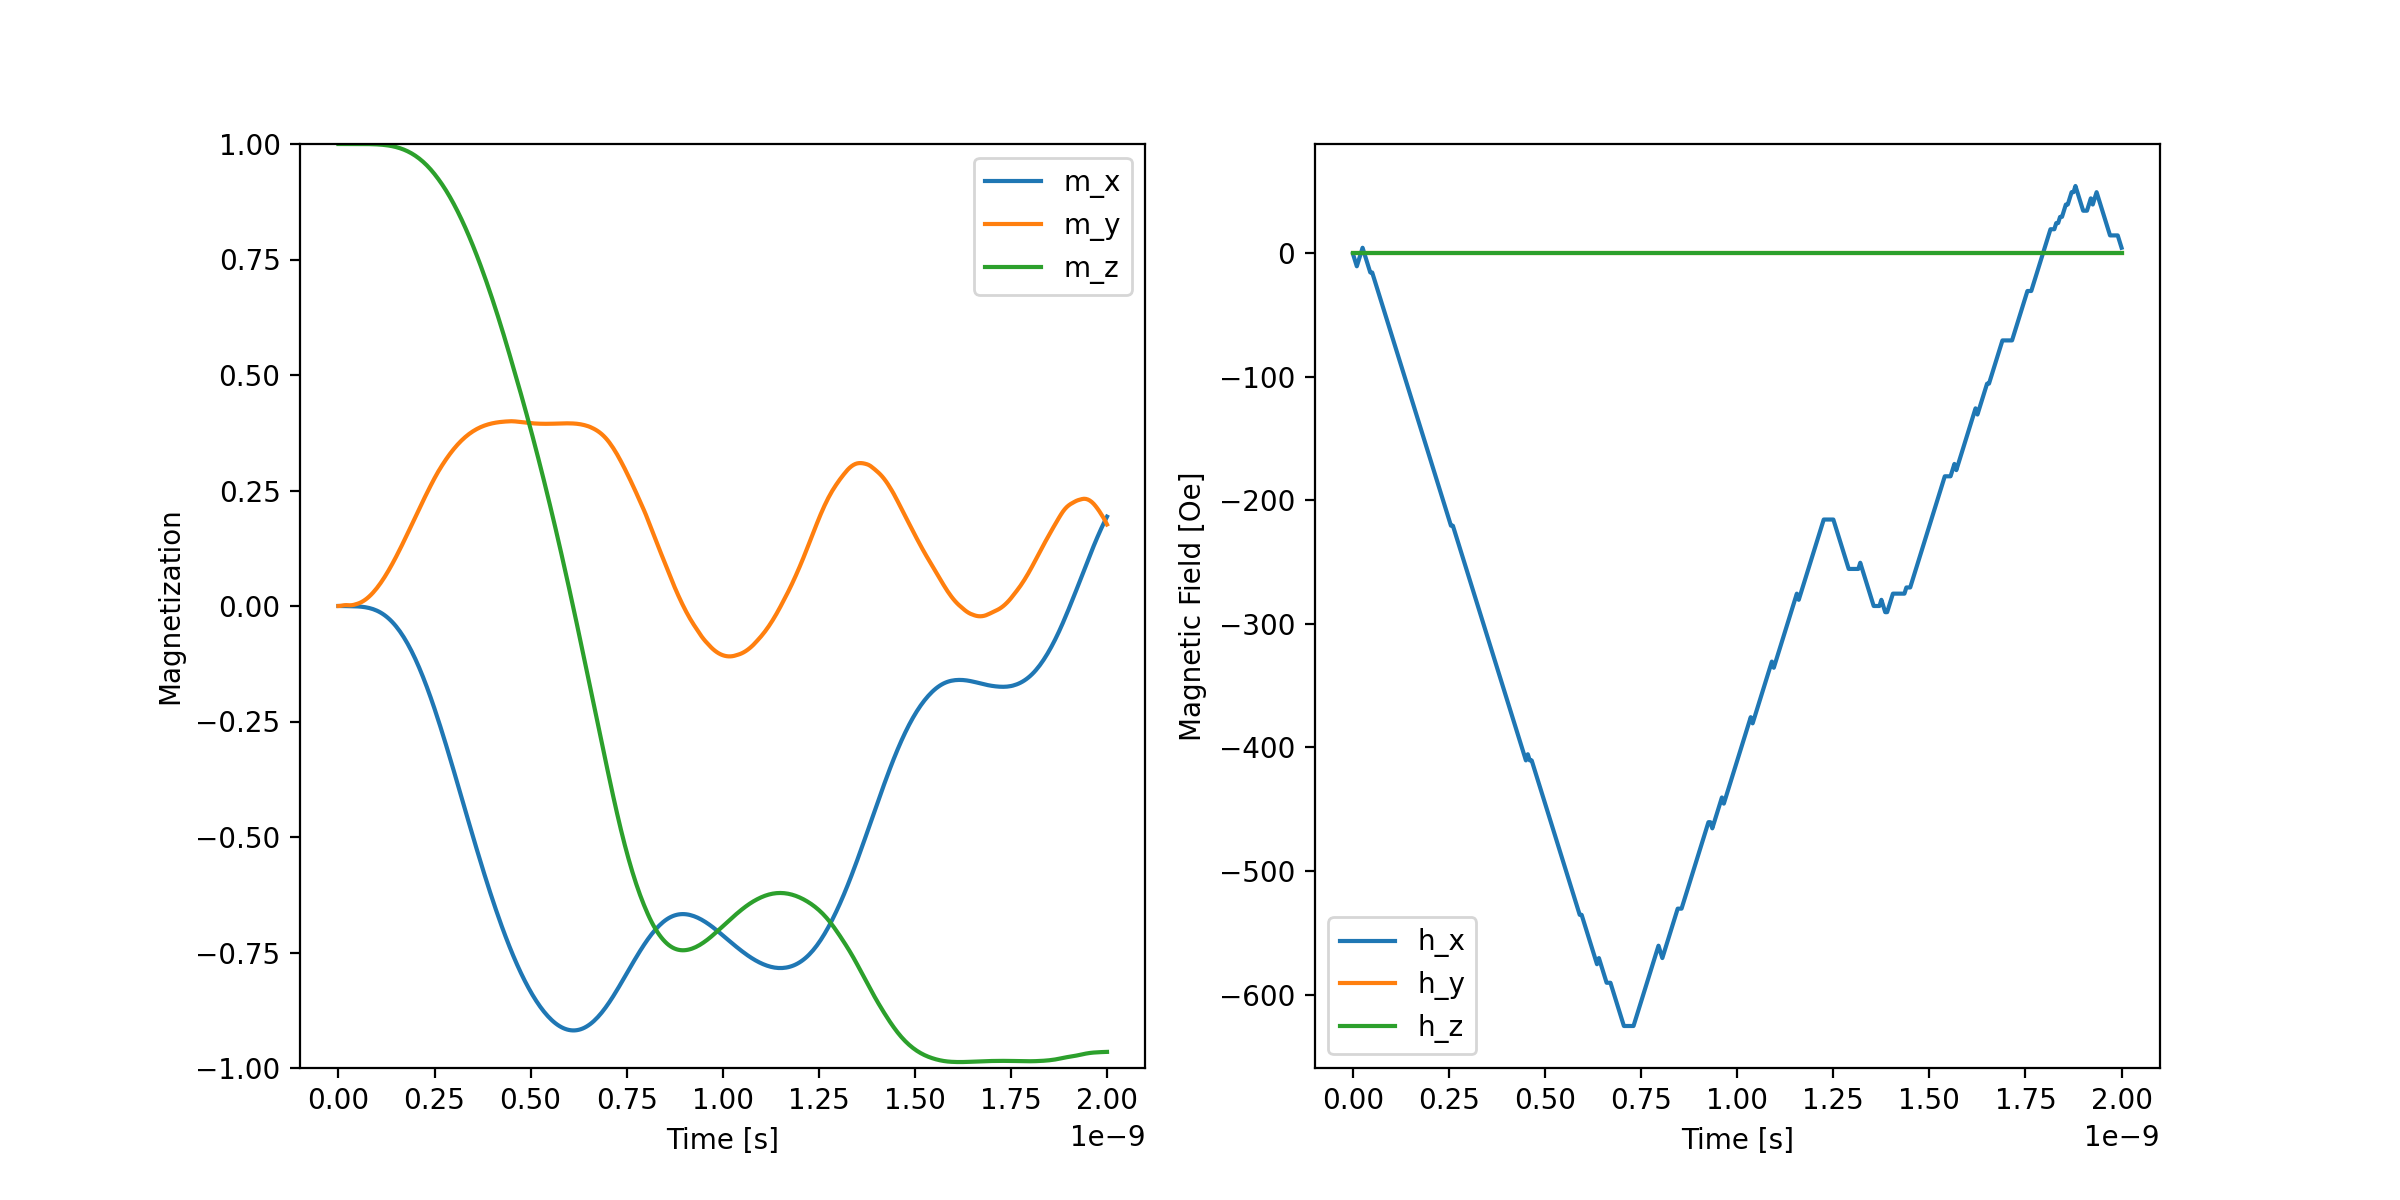 1.00
0.75
0.50
0.25
0.00
−0.25
−0.50
−0.75
−1.00
Magnetization
m_x
m_y
m_z
0.00 0.25 0.50 0.75 1.00 1.25 1.50 1.75 2.00
Time [s]
1e−9
0
−100
−200
−300
−400
−500
−600
Magnetic Field [Oe]
h_x
h_y
h_z
0.00 0.25 0.50 0.75 1.00 1.25 1.50 1.75 2.00
Time [s]
1e−9